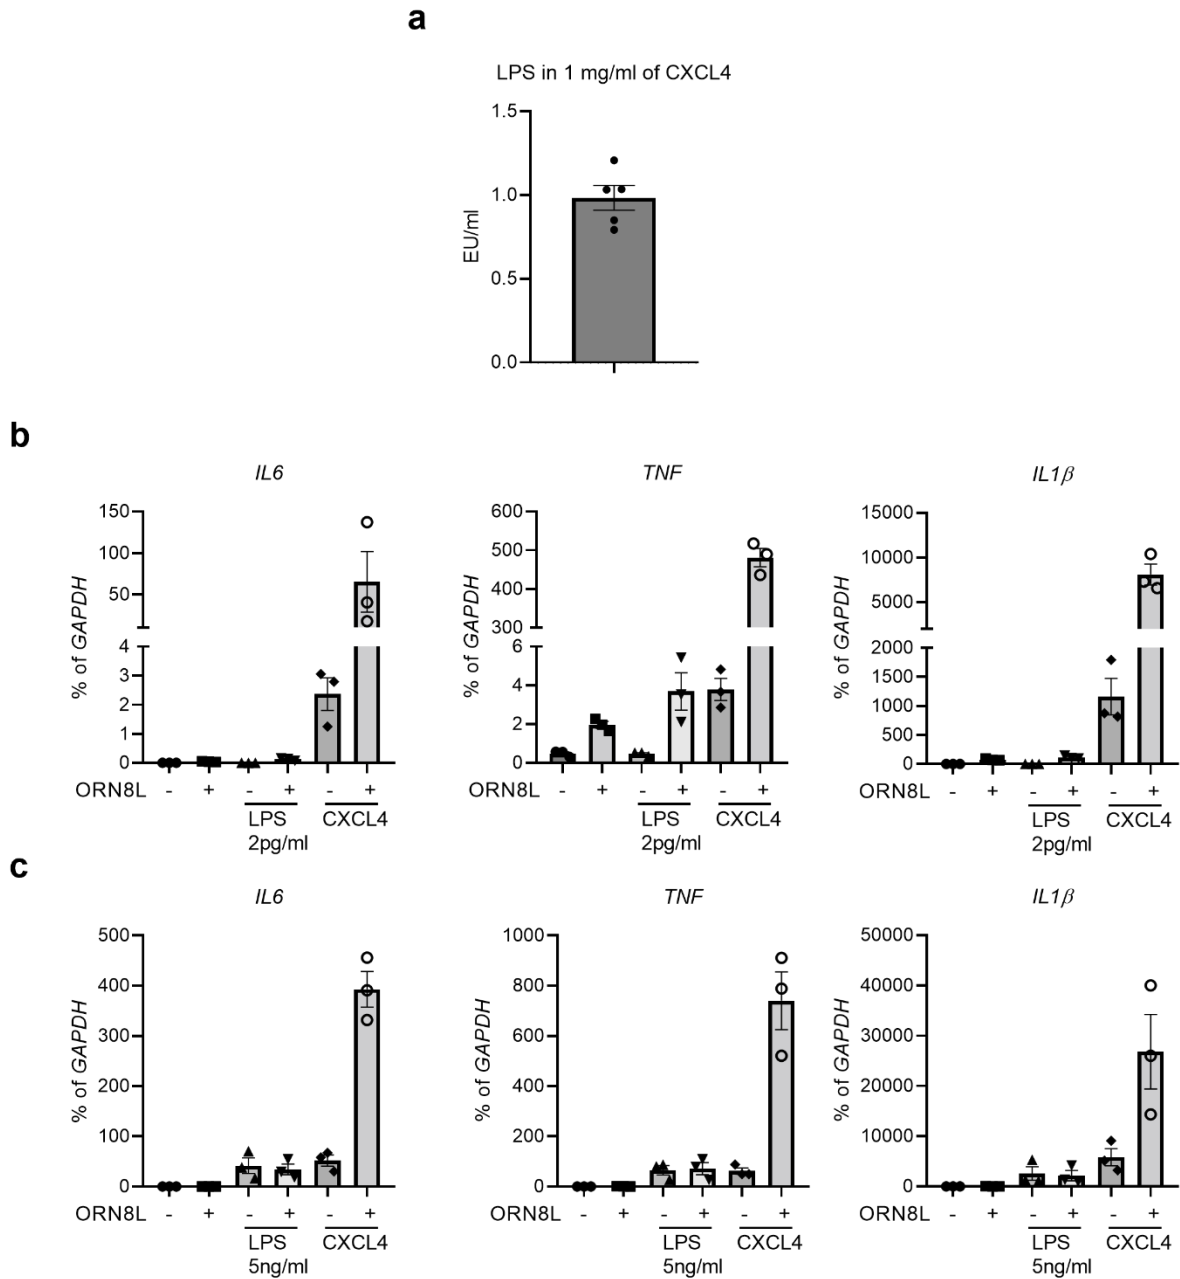 a
LPS in 1 mg/ml of CXCL4
1.5
1.0
0.5
0.0
EU/ml
b
IL6
150
100
50
4
3
2
1
0
% of GAPDH
ORN8L - + - + - +
LPS CXCL4
2pg/ml
TNF
600
500
400
300
6
4
2
0
% of GAPDH
ORN8L - + - + - +
LPS CXCL4
2pg/ml
IL1β
15000
10000
5000
2000
1500
1000
500
0
% of GAPDH
ORN8L - + - + - +
LPS CXCL4
2pg/ml
c
IL6
500
400
300
200
100
0
% of GAPDH
ORN8L - + - + - +
LPS CXCL4
5ng/ml
TNF
1000
800
600
400
200
0
% of GAPDH
ORN8L - + - + - +
LPS CXCL4
5ng/ml
IL1β
50000
40000
30000
20000
10000
0
% of GAPDH
ORN8L - + - + - +
LPS CXCL4
5ng/ml